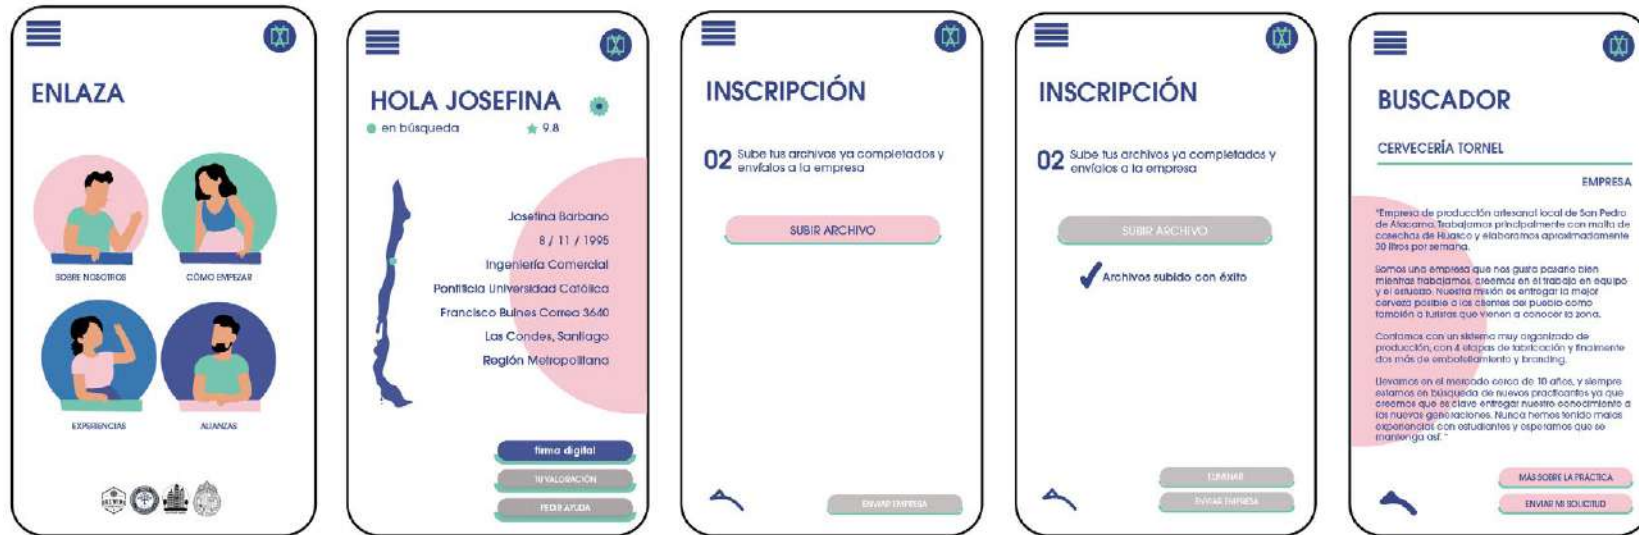 ENLAZA
SOBRE NOSOTROS
CÓMO EMPEZAR
EXPERIENCIAS
ALIANZAS
HOLA JOSEFINA
en búsqueda
9.8
Josefina Barbano
8 / 11 / 1995
Ingeniería Comercial
Pontificia Universidad Católica
Francisco Bulnes Correa 3640
Las Condes, Santiago
Región Metropolitana
firma digital
TU VALORACIÓN
PEDIR AYUDA
INSCRIPCIÓN
02 Sube tus archivos ya completados y
envíalos a la empresa
SUBIR ARCHIVO
ENVIAR EMPRESA
INSCRIPCIÓN
02 Sube tus archivos ya completados y
envíalos a la empresa
SUBIR ARCHIVO
Archivos subido con éxito
ELIMINAR
ENVIAR EMPRESA
BUSCADOR
CERVECERÍA TORNEL
EMPRESA
"Empresa de producción artesanal local de San Pedro
de Atacama. Trabajamos principalmente con malta de
cosechas de Huasco y elaboramos aproximadamente
30 litros por semana.
Somos una empresa que nos gusta pasarlo bien
mientras trabajamos, creemos en el trabajo en equipo
y el estudio. Nuestra misión es entregar la mejor
cerveza posible a los clientes del pueblo como
también a turistas que vienen a conocer la zona.
Contamos con un sistema muy organizado de
producción, con 4 etapas de fabricación y finalmente
dos más de embotellamiento y branding.
Llevamos en el mercado cerca de 10 años, y siempre
estamos en búsqueda de nuevos practicantes ya que
creemos que es clave entregar nuestro conocimiento a
las nuevas generaciones. Nunca hemos tenido malas
experiencias con estudiantes y esperamos que se
mantenga así. "
MÁS SOBRE LA PRÁCTICA
ENVIAR MI SOLICITUD